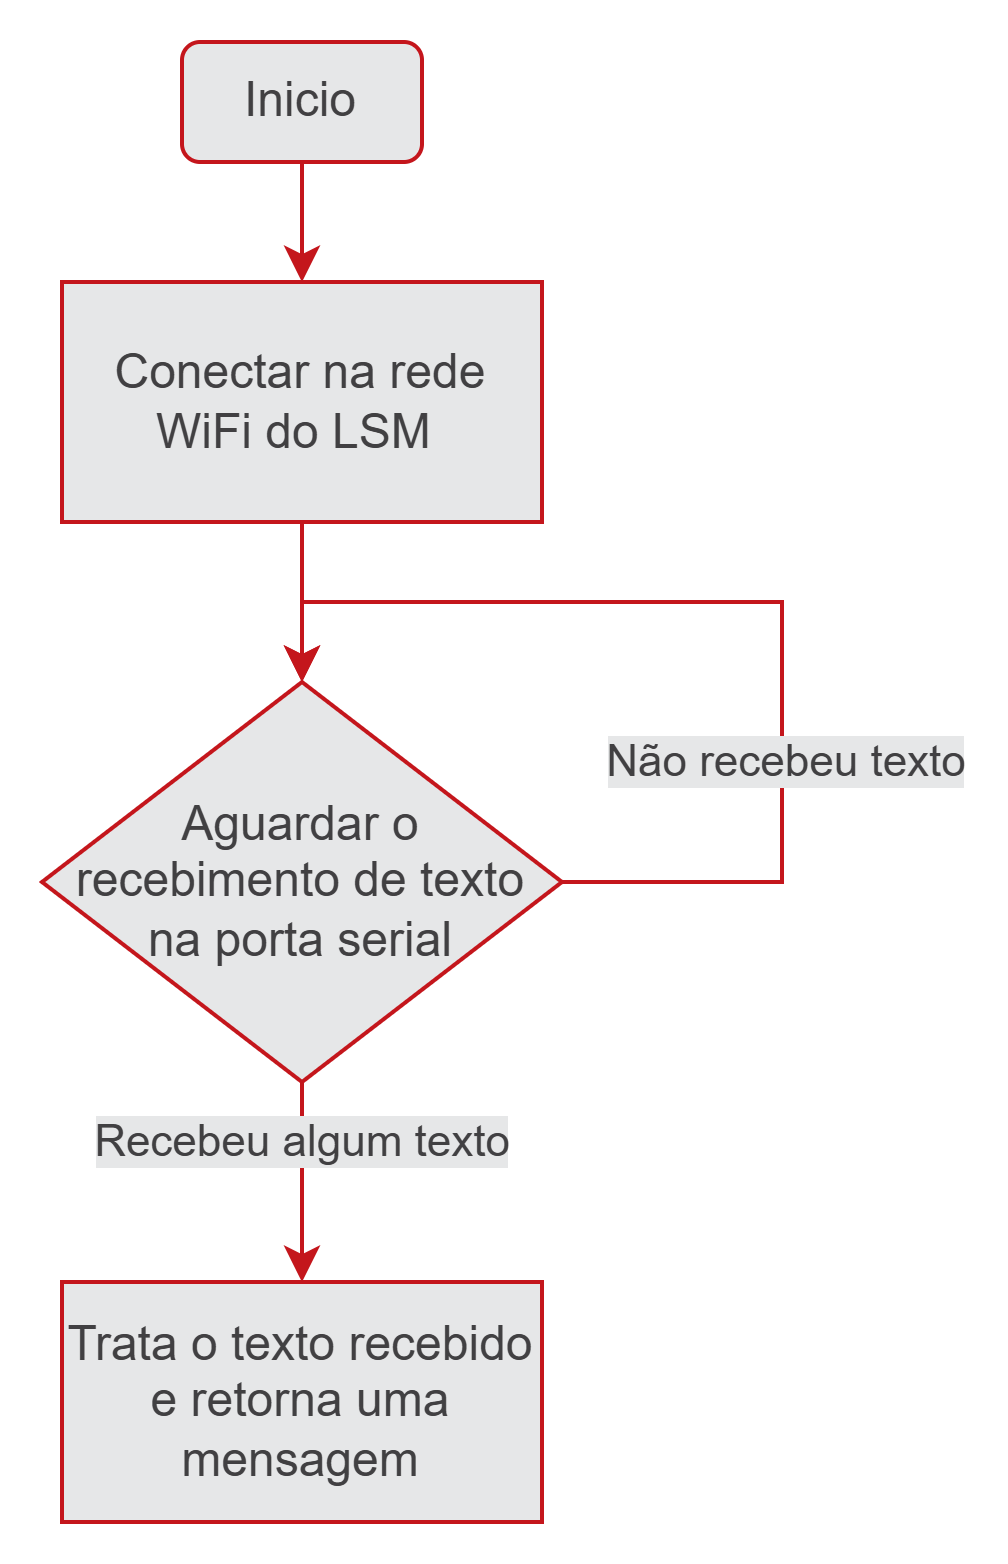 Inicio
Conectar na rede
WiFi do LSM
Não recebeu texto
Aguardar o
recebimento de texto
na porta serial
Recebeu algum texto
Trata o texto recebido
e retorna uma
mensagem